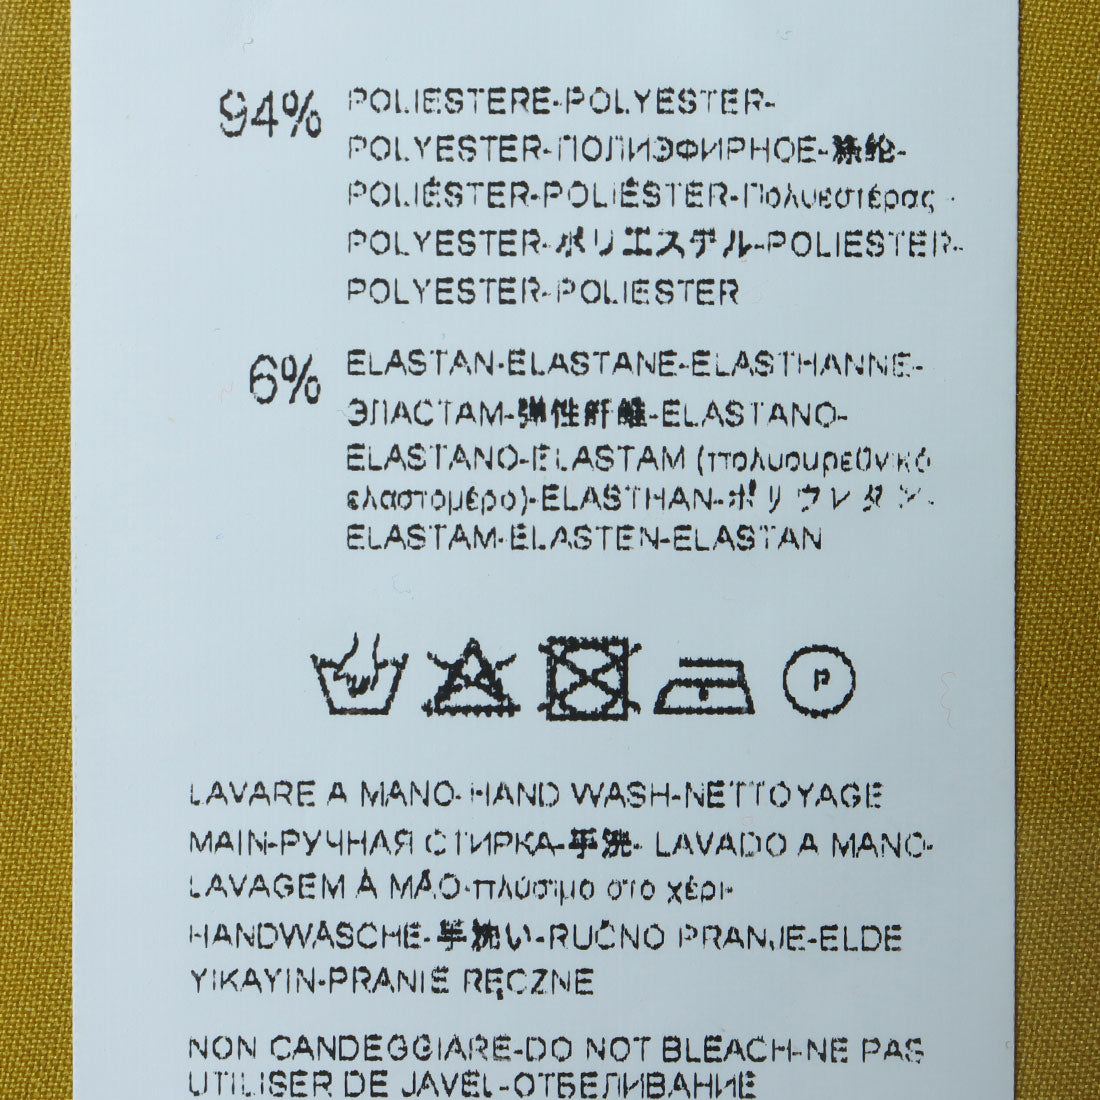 94% POLIESTERE-POLYESTER-
POLYESTER-ПОЛИЭФИРНОЕ-涤纶-
POLIÉSTER-POLIÉSTER-Πολυεστέρας -
POLYESTER-ポリエステル-POLIESTER-
POLYESTER-POLIESTER
6% ELASTAN-ELASTANE-ELASTHANNE-
ЭЛАСТАМ-弹性纤维-ELASTANO-
ELASTANO-ELASTAM (πολυουρεθνικό
ελαστομέρο)-ELASTHAN-ポリウレタン-
ELASTAM-ELASTEN-ELASTAN
P
LAVARE A MANO-HAND WASH-NETTOYAGE
MAIN-РУЧНАЯ СТИРКА-手洗- LAVADO A MANO-
LAVAGEM À MÃO-πλύσιμο στο χέρι-
HANDWÄSCHE-手洗い-RUČNO PRANJE-ELDE
YIKAYIN-PRANIE RĘCZNE
NON CANDEGGIARE-DO NOT BLEACH-NE PAS
UTILISER DE JAVEL-ОТБЕЛИВАНИЕ